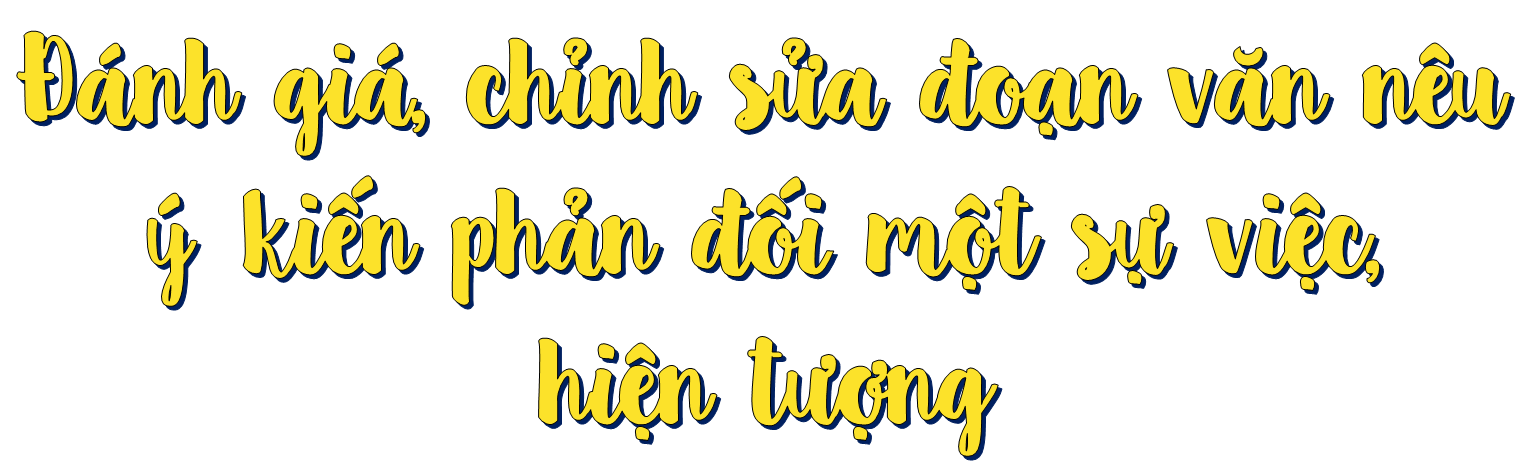 Đánh giá, chỉnh sửa đoạn văn nêu
ý kiến phản đối một sự việc,
hiện tượng